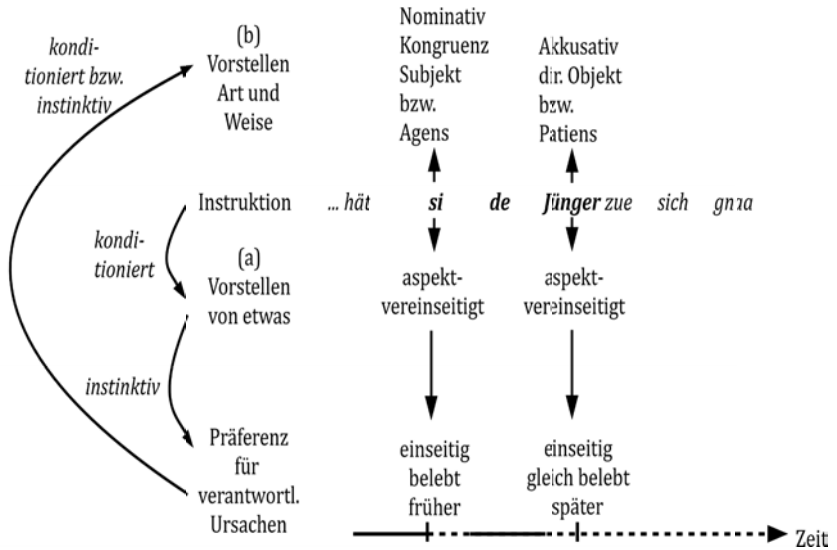 kondi-
tioniert bzw.
instinktiv
(b)
Vorstellen
Art und
Weise
Nominativ
Kongruenz
Subjekt
bzw.
Agens
Akkusativ
dir. Objekt
bzw.
Patiens
Instruktion ... hät si de Jünger zue sich
kondi-
tioniert
(a)
Vorstellen
von etwas
aspekt-
vereinseitigt
aspekt-
vereinseitigt
instinktiv
Präferenz
für
verantwortl.
Ursachen
einseitig
belebt
früher
einseitig
gleich belebt
später
Zeit